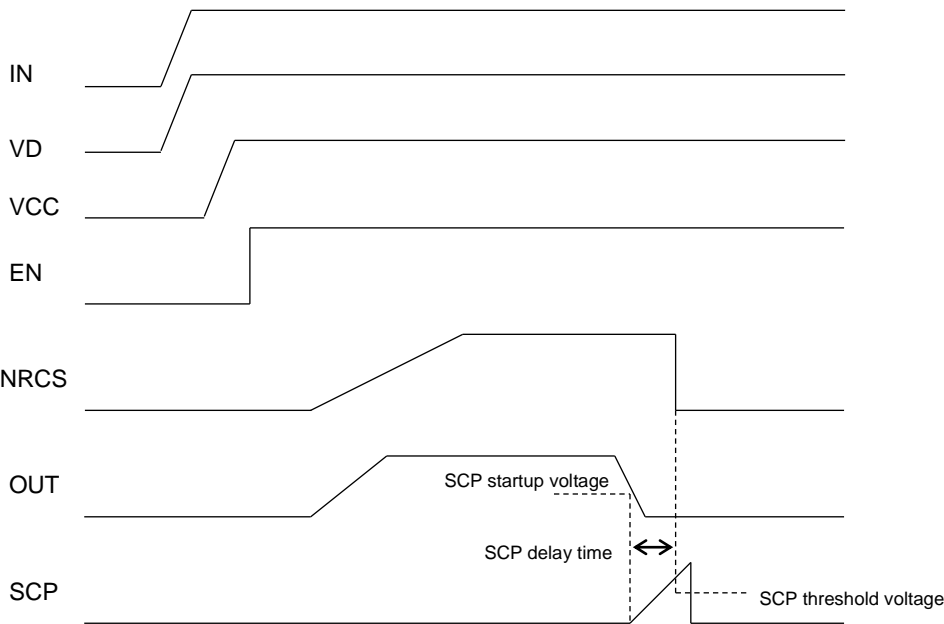 IN
VD
VCC
EN
NRCS
OUT
SCP startup voltage
SCP delay time
SCP
SCP threshold voltage